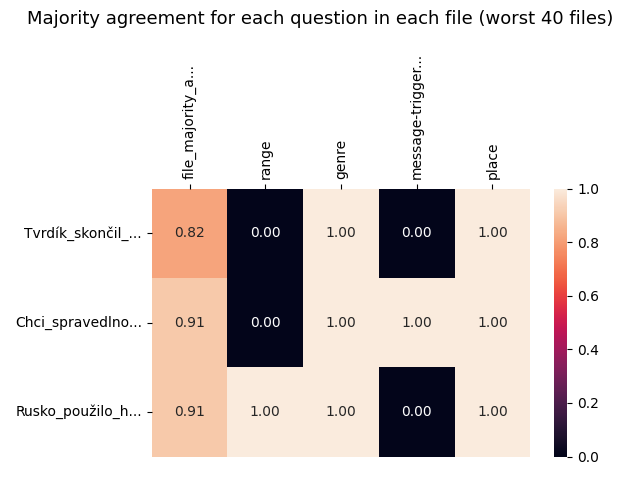 Majority agreement for each question in each file (worst 40 files)
file_majority_a...
range
genre
message-trigger...
place
Tvrdík_skončil_... 0.82 0.00 1.00 0.00 1.00
Chci_spravedlno... 0.91 0.00 1.00 1.00 1.00
Rusko_použilo_h... 0.91 1.00 1.00 0.00 1.00
1.0
0.8
0.6
0.4
0.2
0.0